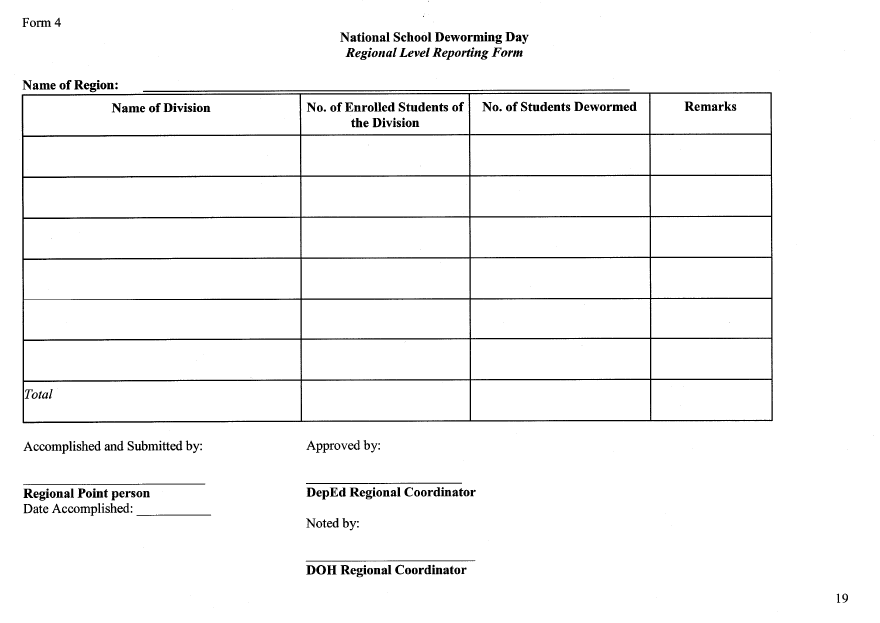 Form 4
National School Deworming Day
Regional Level Reporting Form
Name of Region:
Name of Division
No. of Enrolled Students of
the Division
No. of Students Dewormed
Remarks
Total
Accomplished and Submitted by:
Regional Point person
Date Accomplished:
Approved by:
DepEd Regional Coordinator
Noted by:
DOH Regional Coordinator
19